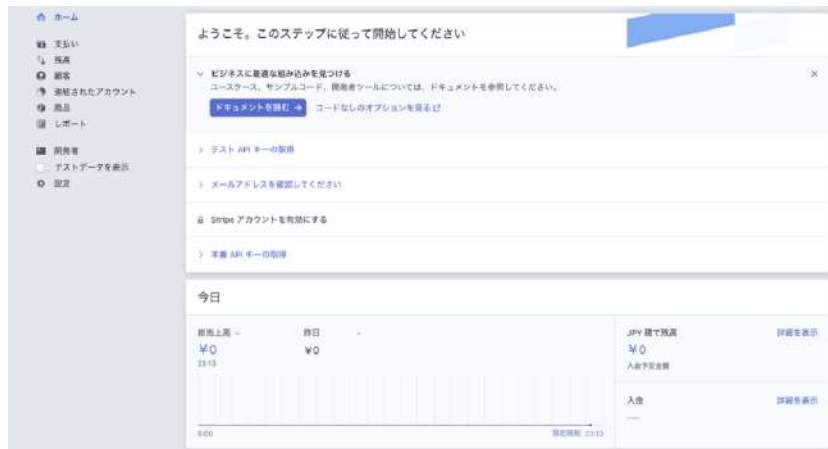 ホーム
支払い
残高
顧客
連結されたアカウント
商品
レポート
開発者
テストデータを表示
設定
ようこそ。このステップに従って開始してください
ビジネスに最適な組み込みを見つける
ユースケース、サンプルコード、開発者ツールについては、ドキュメントを参照してください。
ドキュメントを読む →
コードなしのオプションを見る
テスト API キーの取得
メールアドレスを確認してください
Stripe アカウントを有効にする
本番 API キーの取得
今日
総売上高
¥0
23:13
昨日
¥0
0:00
現在時刻, 23:13
JPY 建て残高
詳細を表示
¥0
入金予定金額
入金
詳細を表示